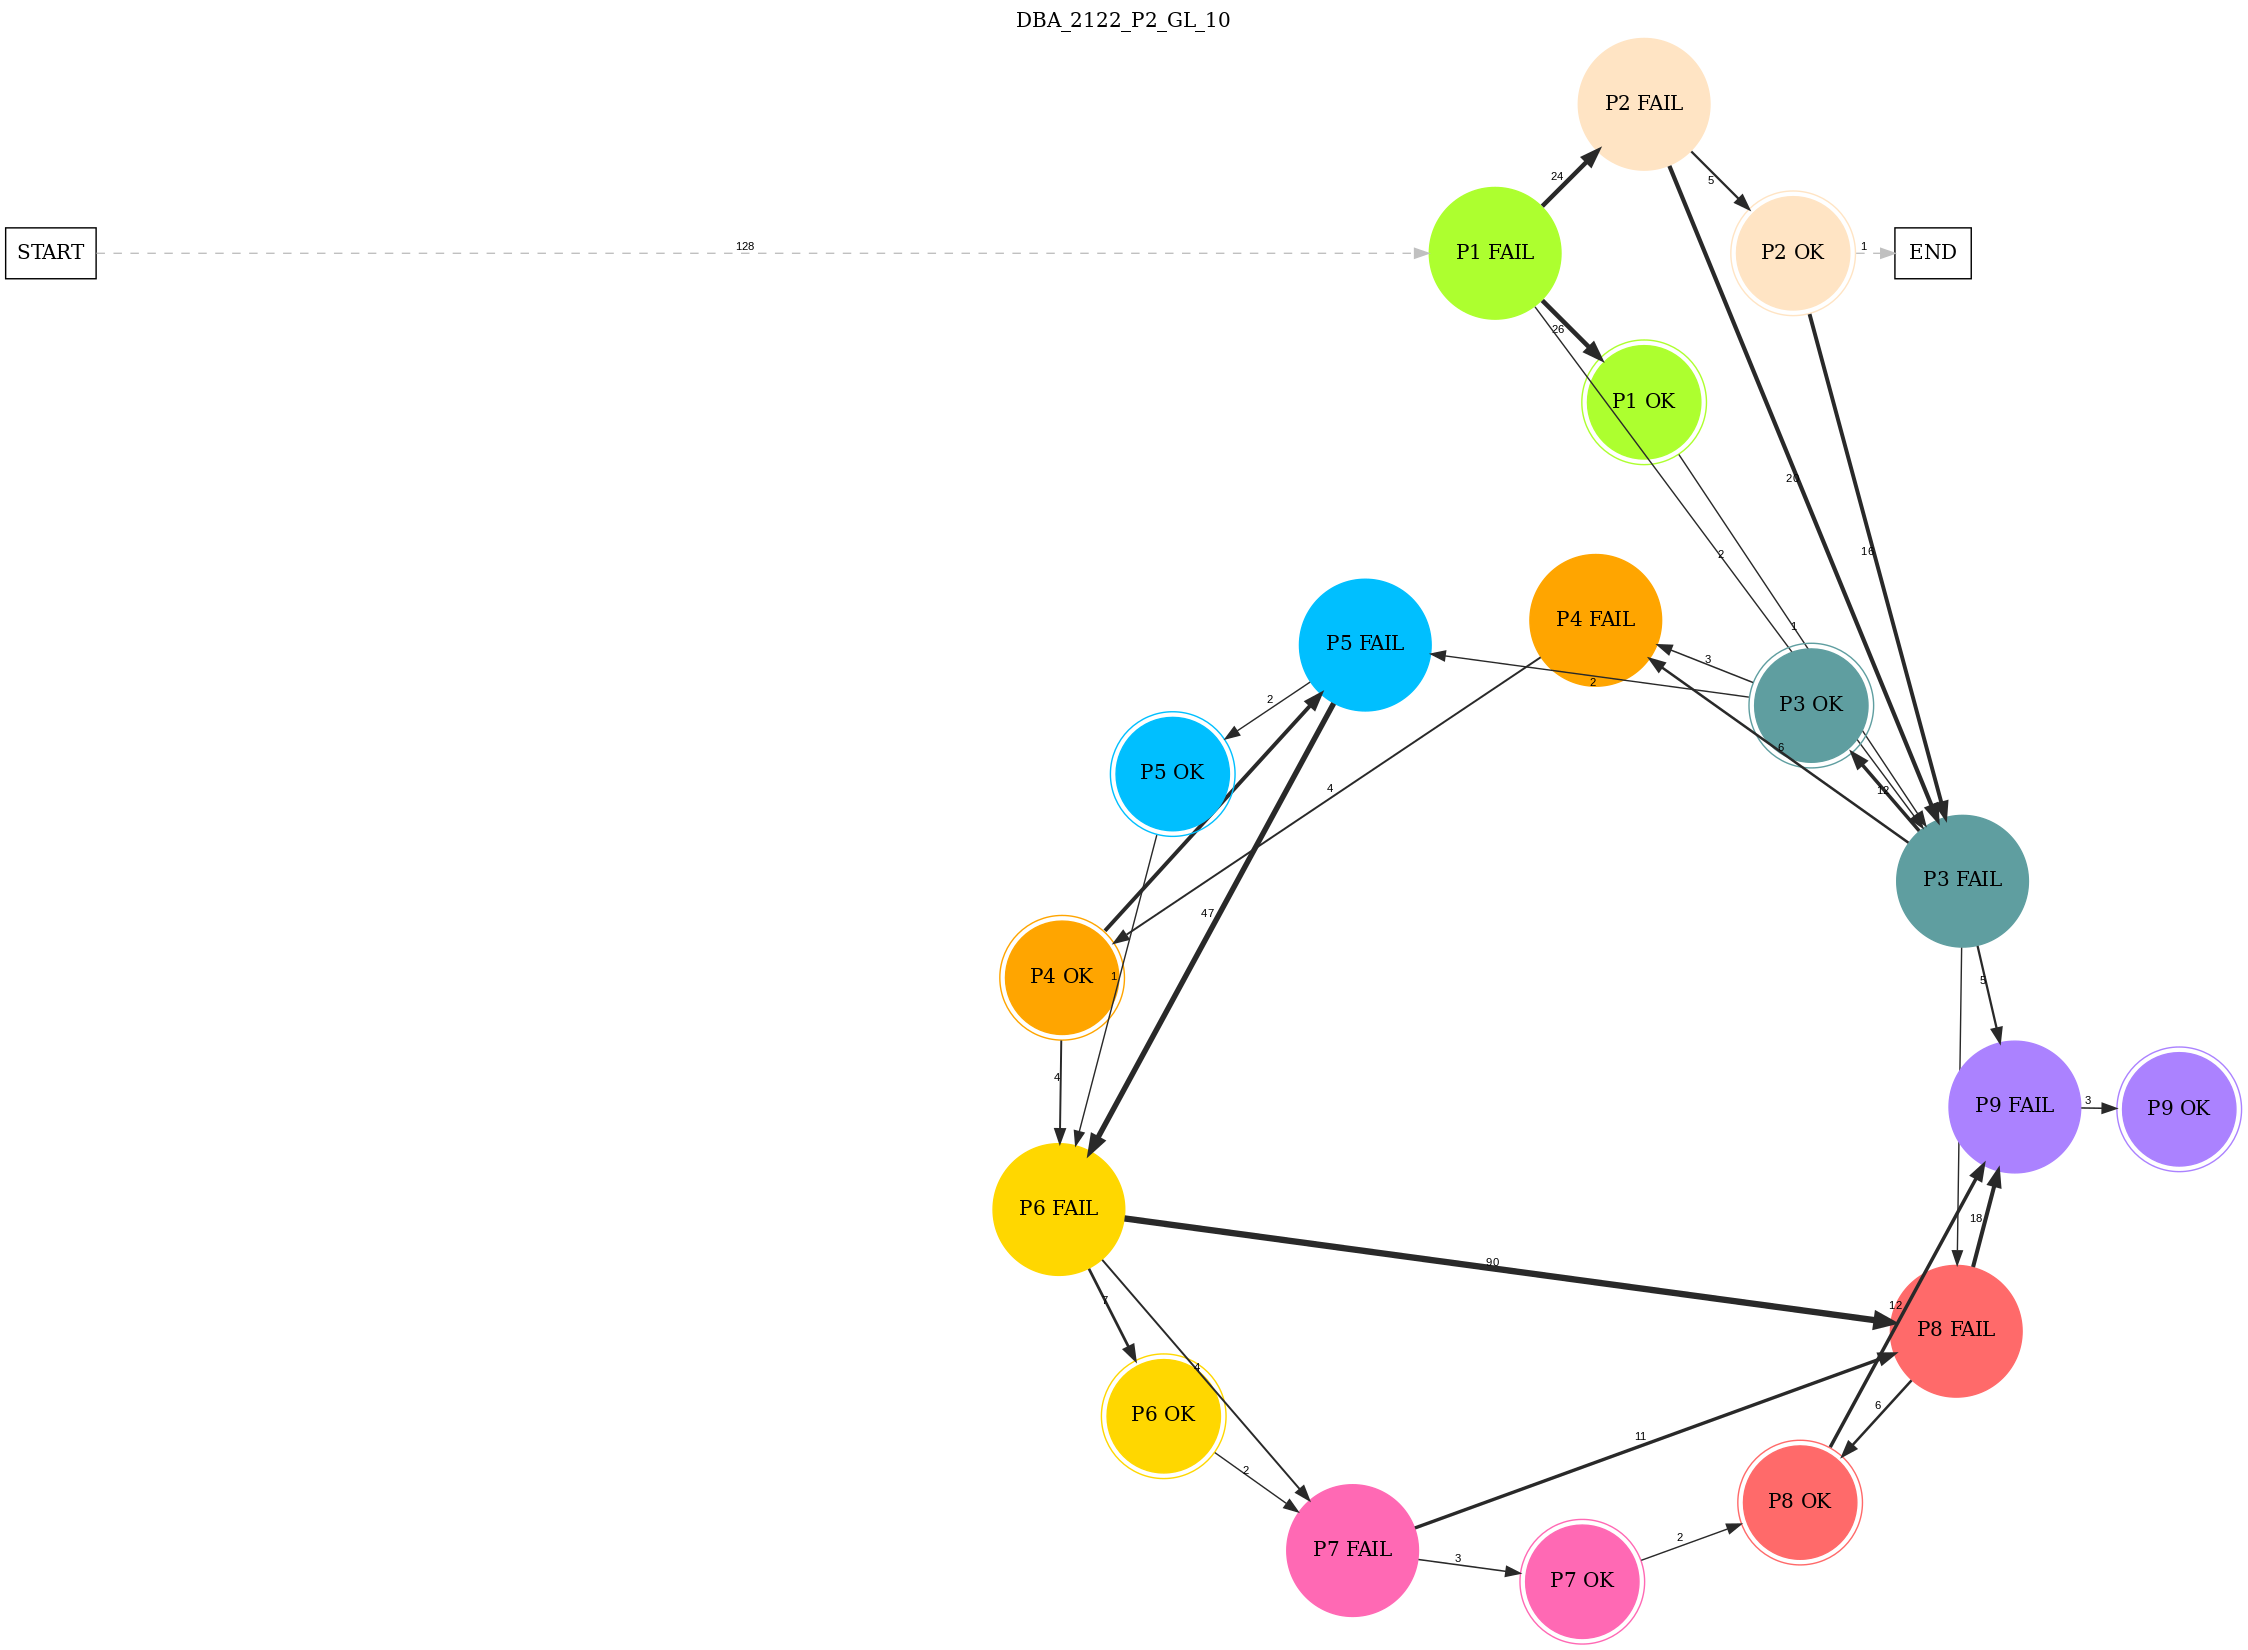 DBA_2122_P2_GL_10
P2 FAIL
24
5
START
128
P1 FAIL
P2 OK
1
END
26
P1 OK
20
16
2
P4 FAIL
1
P5 FAIL
3
2
2
P3 OK
6
P5 OK
4
12
47
P3 FAIL
1
P4 OK
5
4
3
P9 FAIL
P9 OK
P6 FAIL
18
90
7
12
P8 FAIL
4
6
P6 OK
11
2
P8 OK
2
P7 FAIL
3
P7 OK